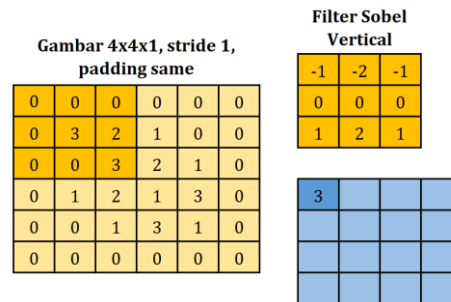 Gambar 4x4x1, stride 1,
padding same
0 0 0 0 0 0
0 3 2 1 0 0
0 0 3 2 1 0
0 1 2 1 3 0
0 0 1 3 1 0
0 0 0 0 0 0
Filter Sobel
Vertical
-1 -2 -1
0 0 0
1 2 1
3